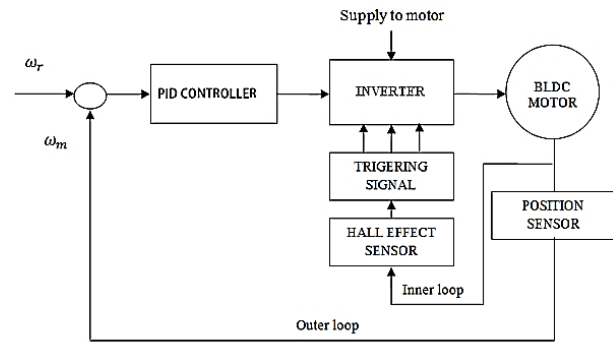 Supply to motor
ωr
PID CONTROLLER
INVERTER
BLDC
MOTOR
ωm
TRIGERING
SIGNAL
POSITION
SENSOR
HALL EFFECT
SENSOR
Inner loop
Outer loop